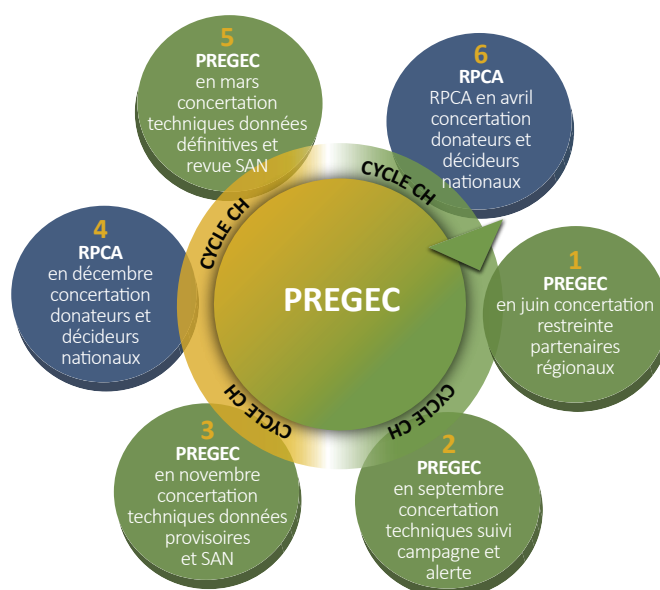 5
PREGEC
en mars
concertation
techniques données
définitives et
revue SAN
6
RPCA
RPCA en avril
concertation
donateurs et
décideurs
nationaux
4
RPCA
en décembre
concertation
donateurs et
décideurs
nationaux
1
PREGEC
en juin concertation
restreinte
partenaires
régionaux
3
PREGEC
en novembre
concertation
techniques données
provisoires
et SAN
2
PREGEC
en septembre
concertation
techniques suivi
campagne et
alerte
PREGEC
CYCLE CH
CYCLE CH
CYCLE CH
CYCLE CH